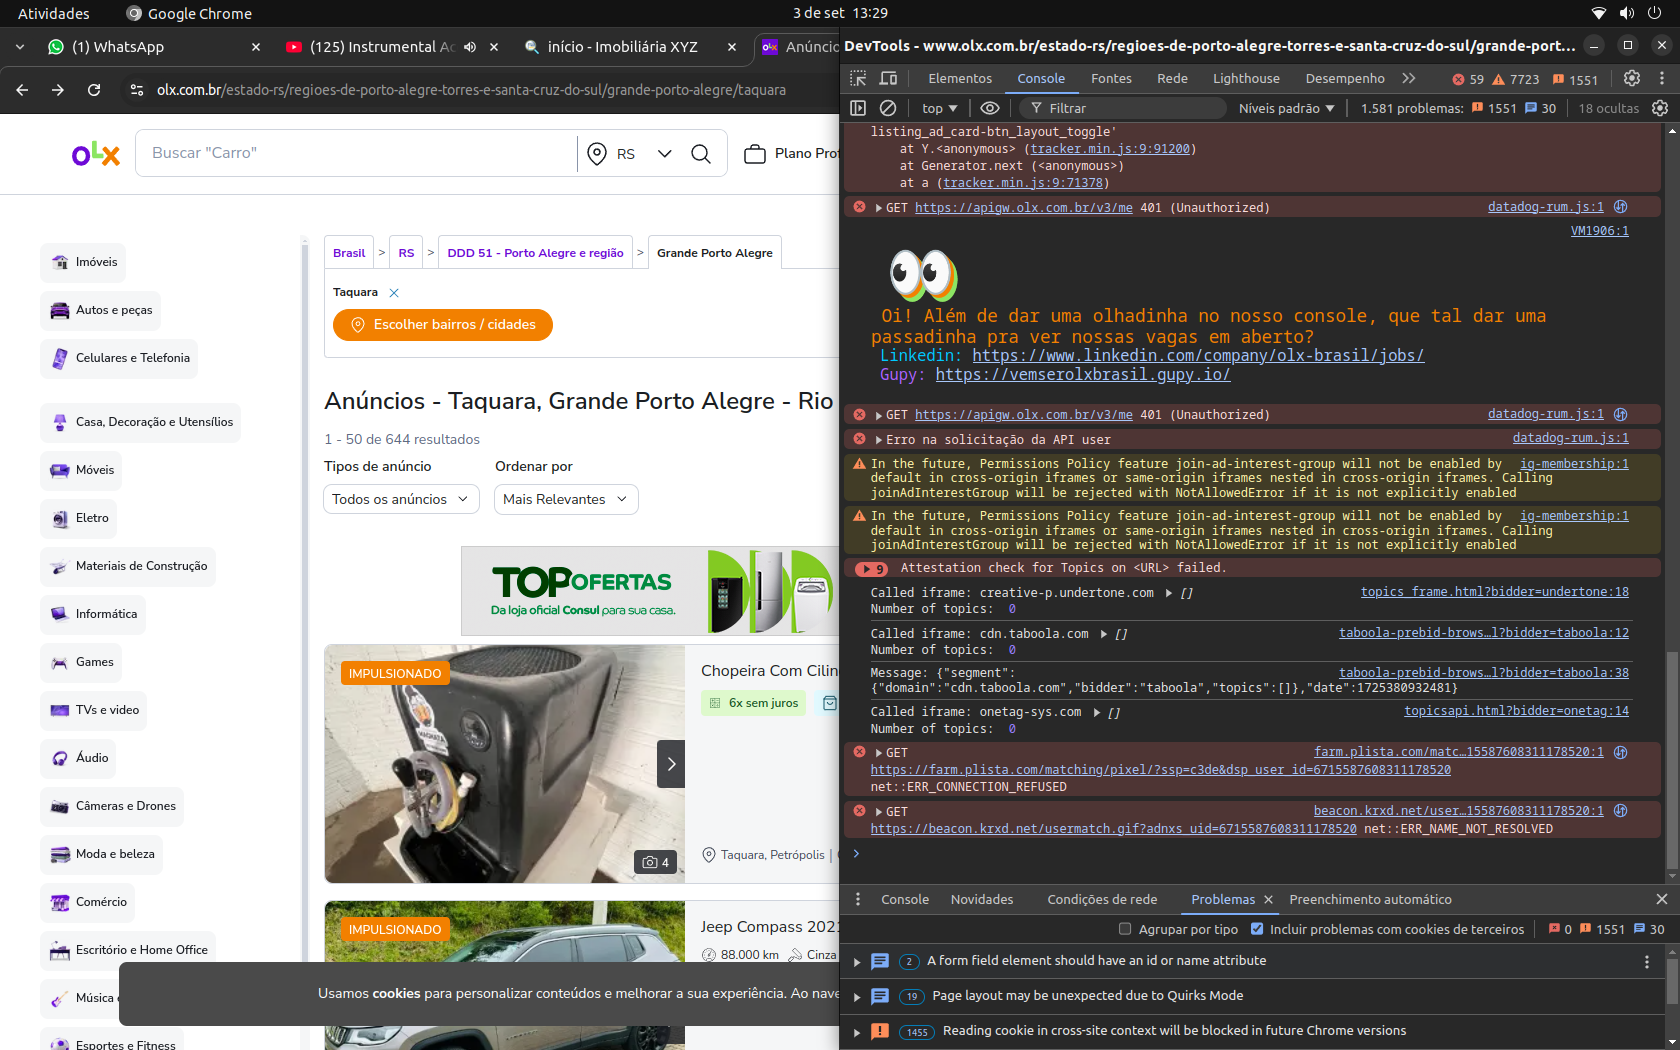 Atividades
Google Chrome
3 de set 13:29
(1) WhatsApp
(125) Instrumental Ac
início - Imobiliária XYZ
Anúncio
olx.com.br/estado-rs/regioes-de-porto-alegre-torres-e-santa-cruz-do-sul/grande-porto-alegre/taquara
olx
Buscar "Carro"
RS
Plano Prof
Imóveis
Autos e peças
Celulares e Telefonia
Casa, Decoração e Utensílios
Móveis
Eletro
Materiais de Construção
Informática
Games
TVs e video
Áudio
Câmeras e Drones
Moda e beleza
Comércio
Escritório e Home Office
Música e
Esportes e Fitness
Brasil > RS > DDD 51 - Porto Alegre e região > Grande Porto Alegre
Taquara
Escolher bairros / cidades
Anúncios - Taquara, Grande Porto Alegre - Rio
1 - 50 de 644 resultados
Tipos de anúncio
Ordenar por
Todos os anúncios
Mais Relevantes
TOPOFERTAS
Da loja oficial Consul para sua casa.
IMPULSIONADO
4
Chopeira Com Cilin
6x sem juros
Taquara, Petrópolis |
IMPULSIONADO
Jeep Compass 2021
88.000 km
Cinza
Usamos cookies para personalizar conteúdos e melhorar a sua experiência. Ao nave
DevTools - www.olx.com.br/estado-rs/regioes-de-porto-alegre-torres-e-santa-cruz-do-sul/grande-port...
Elementos
Console
Fontes
Rede
Lighthouse
Desempenho
59
7723
1551
top
Filtrar
Níveis padrão
1.581 problemas:
1551
30
18 ocultas
listing_ad_card-btn_layout_toggle'
at Y.<anonymous> (tracker.min.js:9:91200)
at Generator.next (<anonymous>)
at a (tracker.min.js:9:71378)
GET https://apigw.olx.com.br/v3/me 401 (Unauthorized)
datadog-rum.js:1
VM1906:1
Oi! Além de dar uma olhadinha no nosso console, que tal dar uma
passadinha pra ver nossas vagas em aberto?
Linkedin: https://www.linkedin.com/company/olx-brasil/jobs/
Gupy: https://vemserolxbrasil.gupy.io/
GET https://apigw.olx.com.br/v3/me 401 (Unauthorized)
datadog-rum.js:1
Erro na solicitação da API user
datadog-rum.js:1
In the future, Permissions Policy feature join-ad-interest-group will not be enabled by
ig-membership:1
default in cross-origin iframes or same-origin iframes nested in cross-origin iframes. Calling
joinAdInterestGroup will be rejected with NotAllowedError if it is not explicitly enabled
In the future, Permissions Policy feature join-ad-interest-group will not be enabled by
ig-membership:1
default in cross-origin iframes or same-origin iframes nested in cross-origin iframes. Calling
joinAdInterestGroup will be rejected with NotAllowedError if it is not explicitly enabled
9
Attestation check for Topics on <URL> failed.
Called iframe: creative-p.undertone.com []
topics_frame.html?bidder=undertone:18
Number of topics: 0
Called iframe: cdn.taboola.com []
taboola-prebid-brows…l?bidder=taboola:12
Number of topics: 0
Message: {"segment":
taboola-prebid-brows…l?bidder=taboola:38
{"domain":"cdn.taboola.com","bidder":"taboola","topics":[]},"date":1725380932481}
Called iframe: onetag-sys.com []
topicsapi.html?bidder=onetag:14
Number of topics: 0
GET
farm.plista.com/matc…15587608311178520:1
https://farm.plista.com/matching/pixel/?ssp=c3de&dsp_user_id=6715587608311178520
net::ERR_CONNECTION_REFUSED
GET
beacon.krxd.net/user…15587608311178520:1
https://beacon.krxd.net/usermatch.gif?adnxs_uid=6715587608311178520 net::ERR_NAME_NOT_RESOLVED
Console
Novidades
Condições de rede
Problemas
Preenchimento automático
Agrupar por tipo
Incluir problemas com cookies de terceiros
0
1551
30
2
A form field element should have an id or name attribute
19
Page layout may be unexpected due to Quirks Mode
1455
Reading cookie in cross-site context will be blocked in future Chrome versions